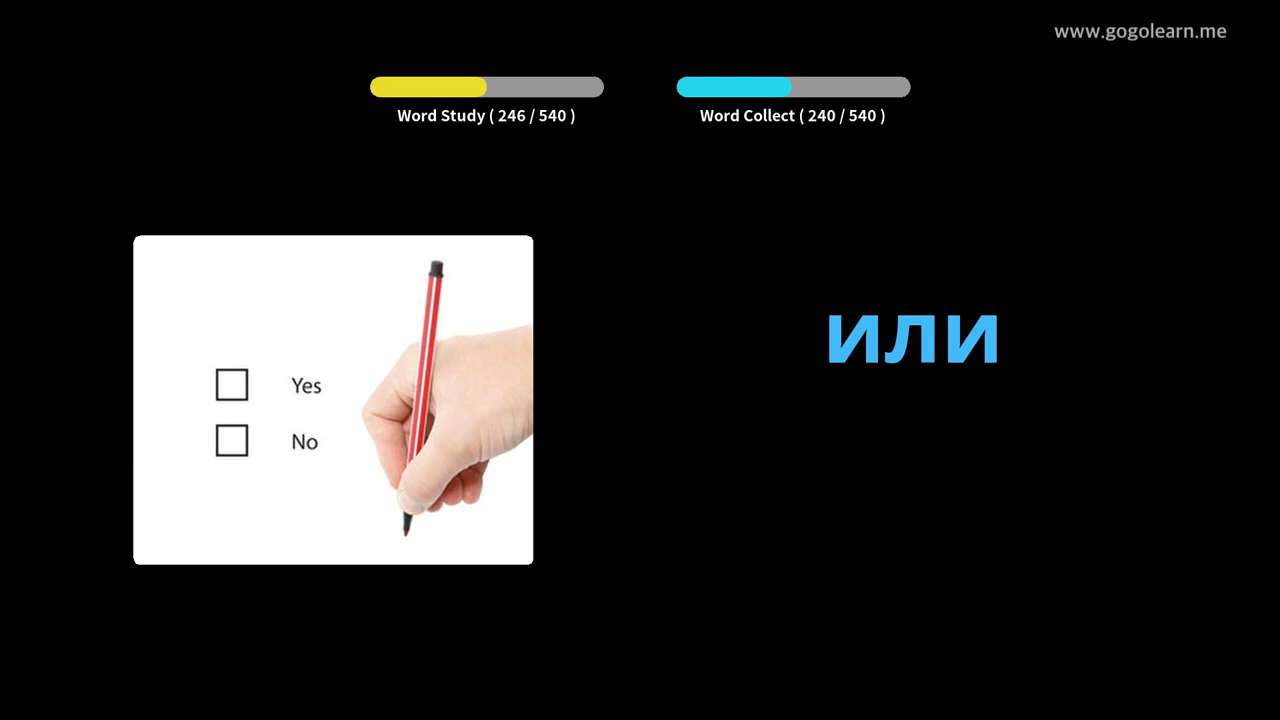 www.gogolearn.me
Word Study ( 246 / 540 )
Word Collect ( 240 / 540 )
или
Yes
No